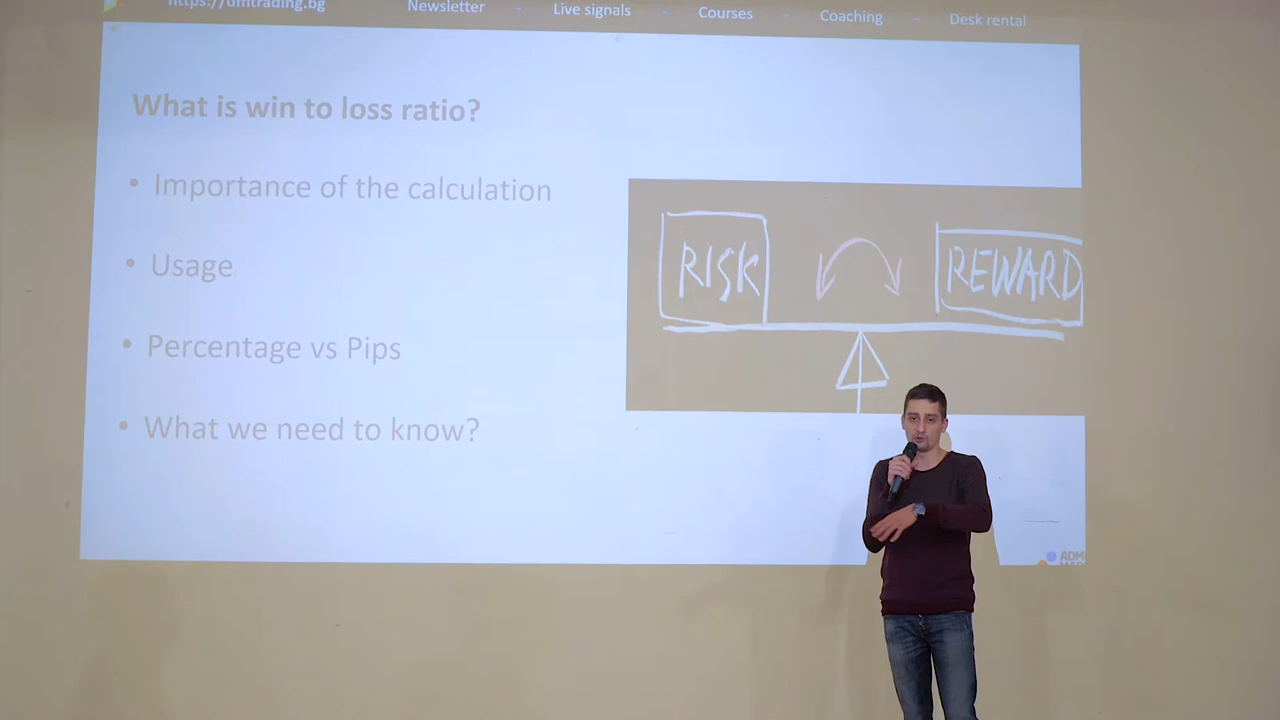 https://dmtrading.bg
Newsletter - Live signals - Courses - Coaching - Desk rental
What is win to loss ratio?
• Importance of the calculation
• Usage
• Percentage vs Pips
• What we need to know?
RISK
REWARD